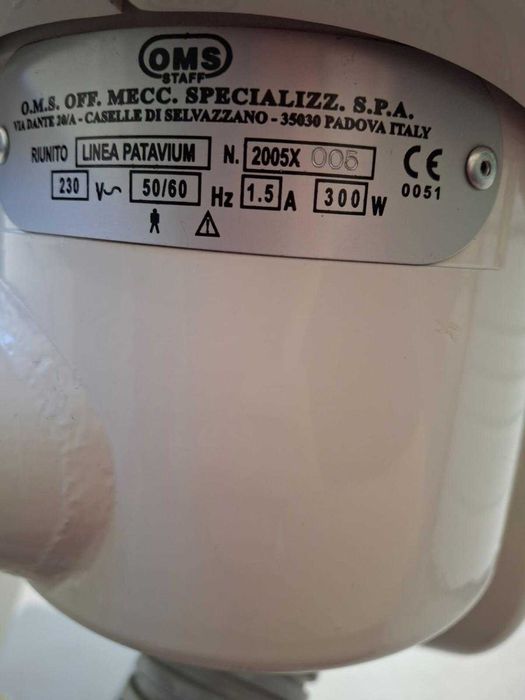 OMS
STAFF
O.M.S. OFF. MECC. SPECIALIZZ. S.P.A.
VIA DANTE 20/A - CASELLE DI SELVAZZANO - 35030 PADOVA ITALY
RIUNITO LINEA PATAVIUM N. 2005X 005 CE
230 V~ 50/60 Hz 1.5 A 300 W 0051